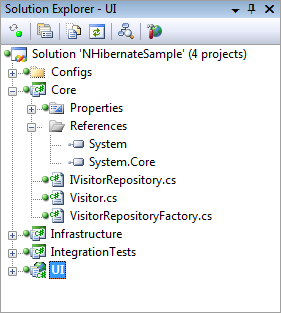 Solution Explorer - UI
Solution 'NHibernateSample' (4 projects)
Configs
Core
Properties
References
System
System.Core
IVisitorRepository.cs
Visitor.cs
VisitorRepositoryFactory.cs
Infrastructure
IntegrationTests
UI